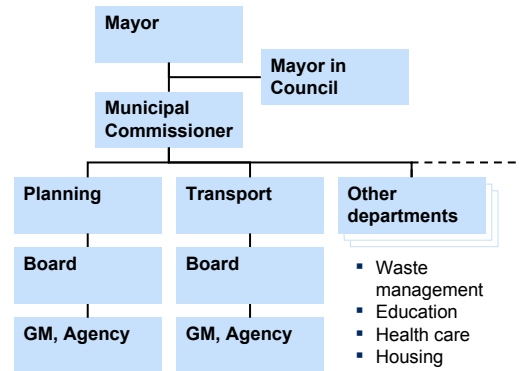 Mayor
Mayor in
Council
Municipal
Commissioner
Planning
Transport
Other
departments
Board
Board
GM, Agency
GM, Agency
▪ Waste
management
▪ Education
▪ Health care
▪ Housing